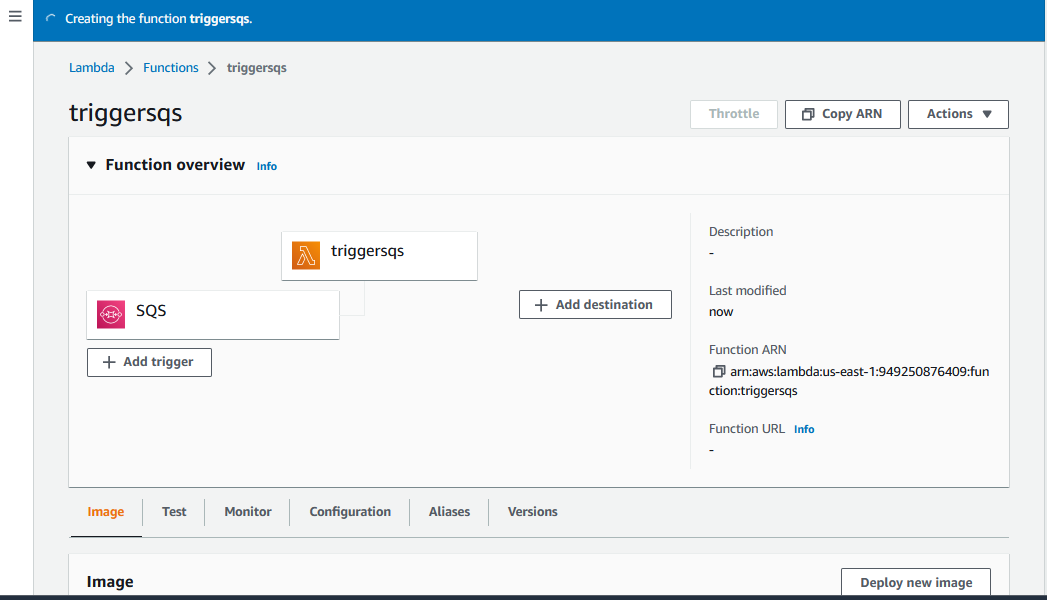 Creating the function triggersqs.
Lambda > Functions > triggersqs
triggersqs
Throttle
Copy ARN
Actions
Function overview Info
triggersqs
SQS
Add trigger
Add destination
Description
-
Last modified
now
Function ARN
arn:aws:lambda:us-east-1:949250876409:fun
ction:triggersqs
Function URL Info
-
Image Test Monitor Configuration Aliases Versions
Image
Deploy new image